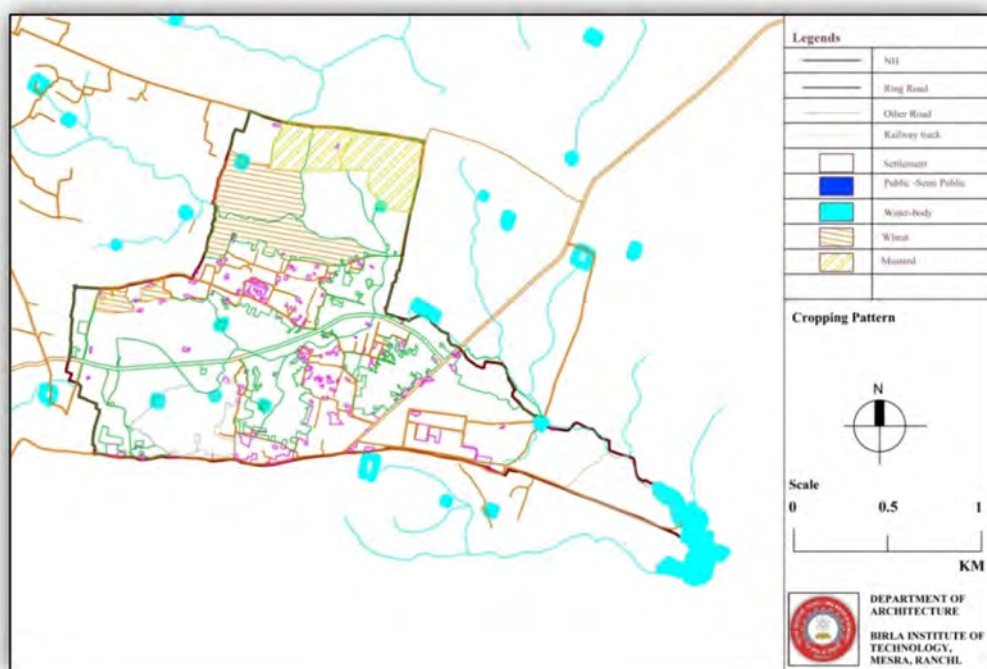 Legends
NH
Ring Road
Other Road
Railway track
Settlement
Public -Semi Public
Water-body
Wheat
Mustard
Cropping Pattern
N
Scale
0 0.5 1
KM
DEPARTMENT OF
ARCHITECTURE
BIRLA INSTITUTE OF
TECHNOLOGY,
MESRA, RANCHI.